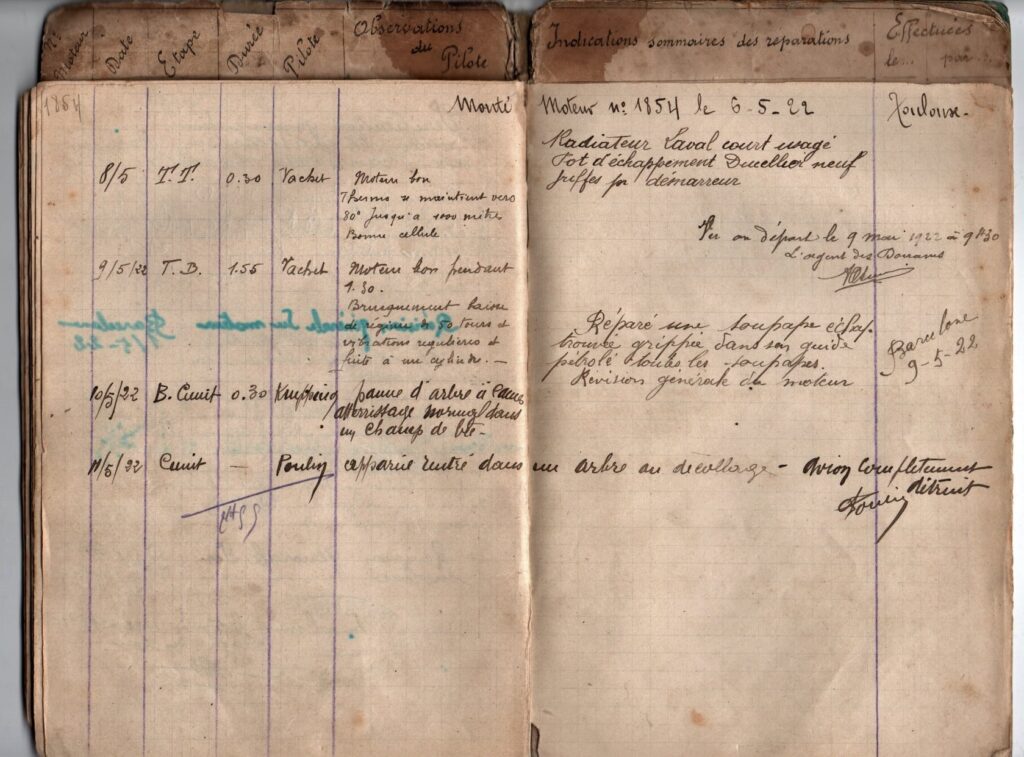 N° Moteur
Date
Etape
Durée
Pilote
Observations
du
Pilote
Indications sommaires des réparations
Effectuées
le... par...
1854
Monté Moteur n° 1854 le 6-5-22
Toulouse-
Radiateur Laval court usagé
Pot d'échappement Ducellier neuf
Griffes pr démarreur
8/5 T.T. 0.30 Vachet Moteur bon
Thermo se maintient vers
80° jusqu'à 1000 mètres
Bonne cellule
Vu au départ le 9 mai 1922 à 9H30
L'agent des Douanes
9/5/22 T.B. 1.55 Vachet Moteur bon pendant
1.30.
Brusquement baisse
de régime de 50 tours et
vibrations régulières et
fuite à un cylindre. —
Réparé une soupape échap.
trouvée grippée dans son guide
pétrolé toutes les soupapes.
Révision générale du moteur
Barcelone
9-5-22
10/5/22 B. Cunit 0.30 panne d'arbre à cames
atterrissage normal dans
un champ de blé-
11/5/22 Cunit — Poulin appareil rentré dans un arbre au décollage - avion complètement
détruit
Poulin